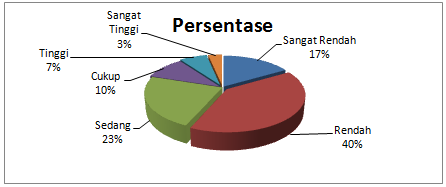 Persentase
Sangat Rendah
17%
Rendah
40%
Sedang
23%
Cukup
10%
Tinggi
7%
Sangat
Tinggi
3%